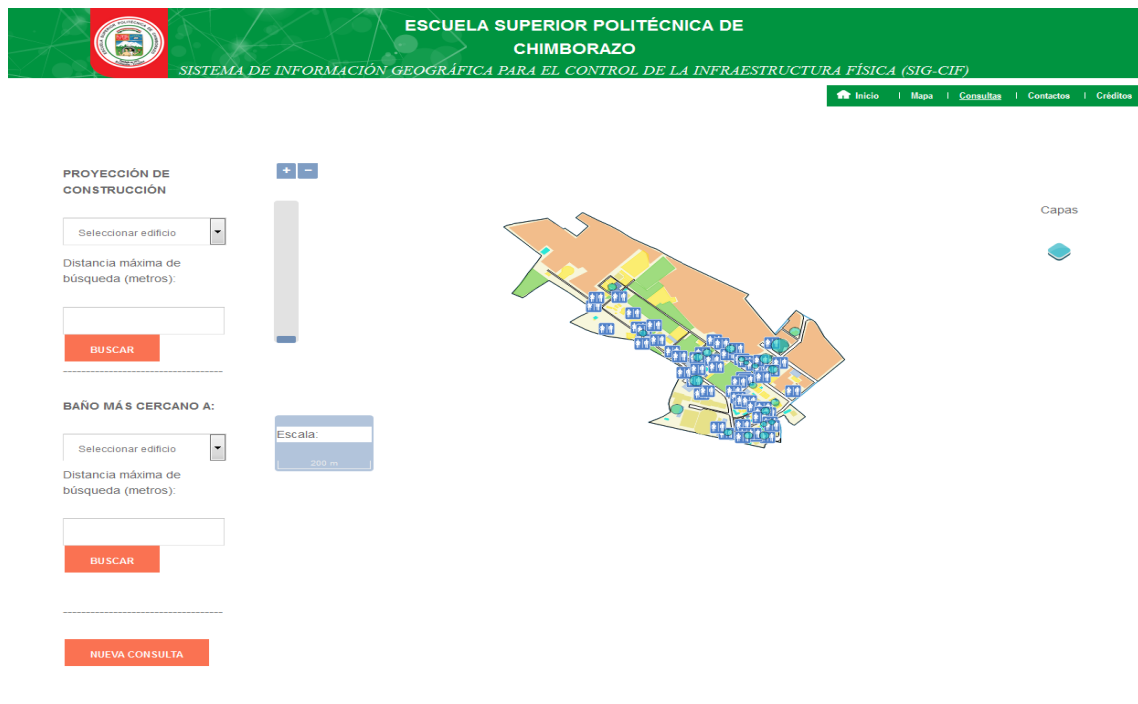 ESCUELA SUPERIOR POLITÉCNICA DE
CHIMBORAZO
SISTEMA DE INFORMACIÓN GEOGRÁFICA PARA EL CONTROL DE LA INFRAESTRUCTURA FÍSICA (SIG-CIF)
Inicio | Mapa | Consultas | Contactos | Créditos
PROYECCIÓN DE
CONSTRUCCIÓN
+ −
Seleccionar edificio
Capas
Distancia máxima de
búsqueda (metros):
BUSCAR
BAÑO MÁS CERCANO A:
Seleccionar edificio
Escala:
200 m
Distancia máxima de
búsqueda (metros):
BUSCAR
NUEVA CONSULTA